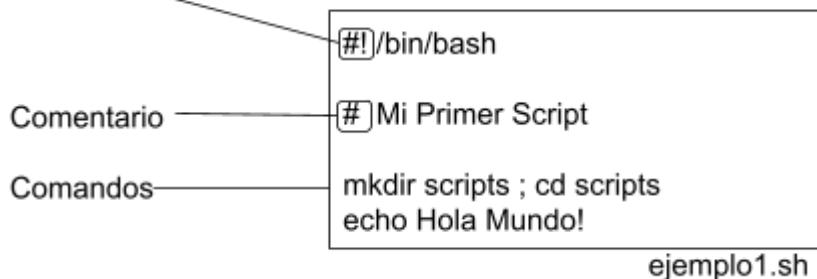 #!/bin/bash
Comentario # Mi Primer Script
Comandos mkdir scripts ; cd scripts
echo Hola Mundo!
ejemplo1.sh